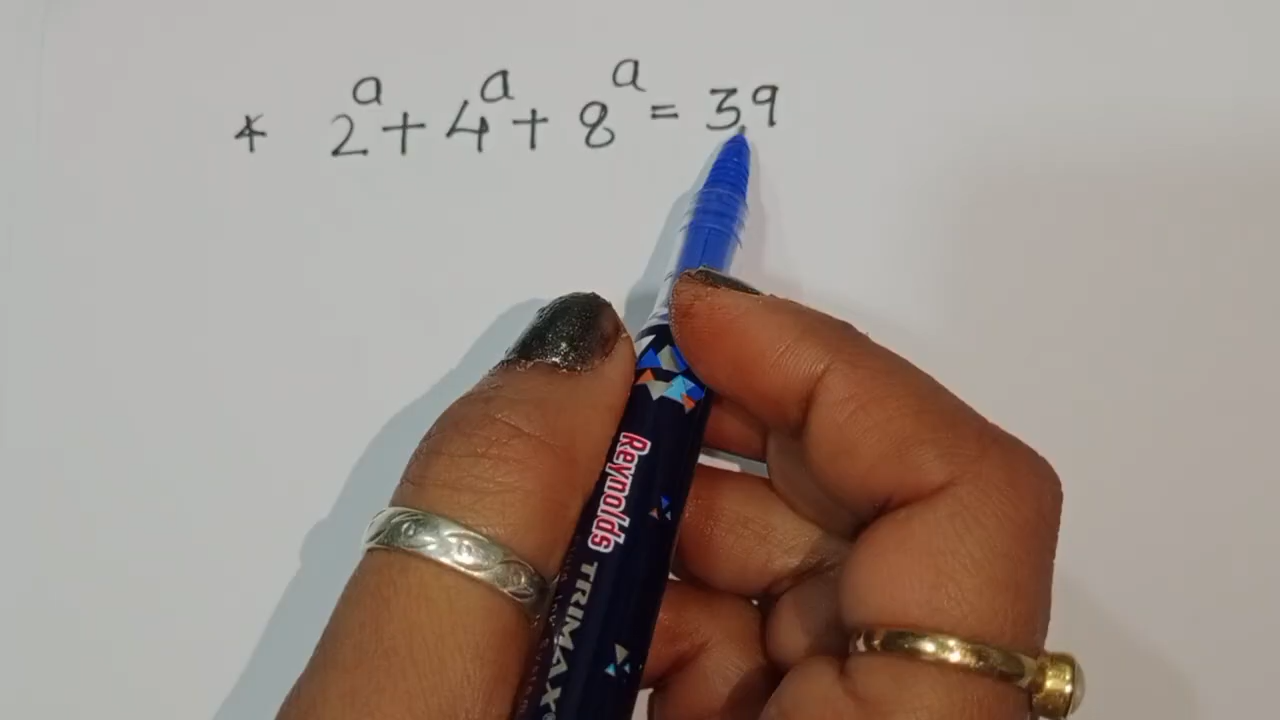 * 2^a + 4^a + 8^a = 39
Reynolds TRIMAX